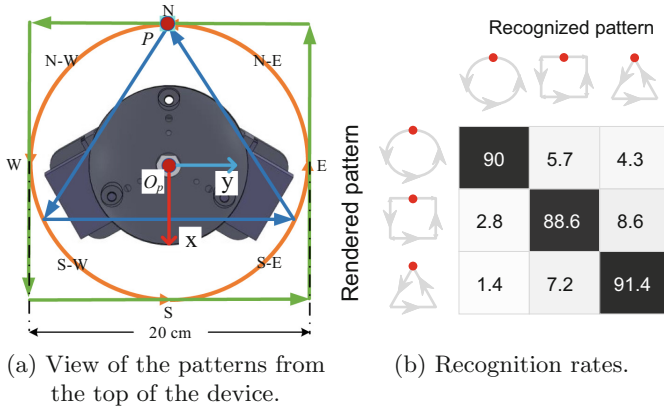 N
P
N-W
N-E
W
E
O_p
y
x
S-W
S-E
S
20 cm
(a) View of the patterns from
the top of the device.
Recognized pattern
Rendered pattern
90 5.7 4.3
2.8 88.6 8.6
1.4 7.2 91.4
(b) Recognition rates.